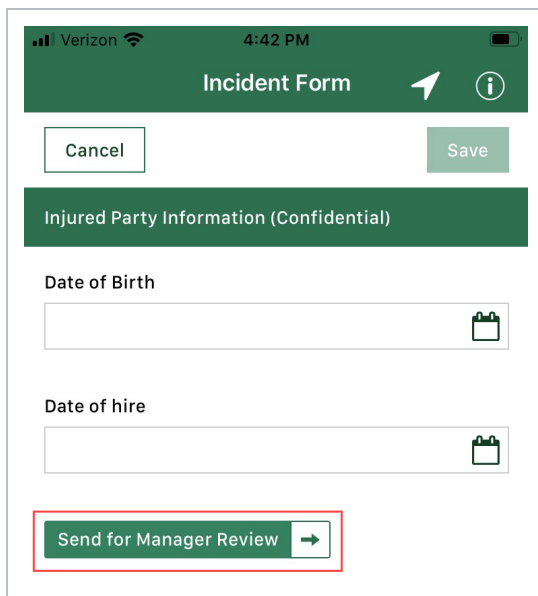 Verizon 4:42 PM
Incident Form
Cancel Save
Injured Party Information (Confidential)
Date of Birth
Date of hire
Send for Manager Review